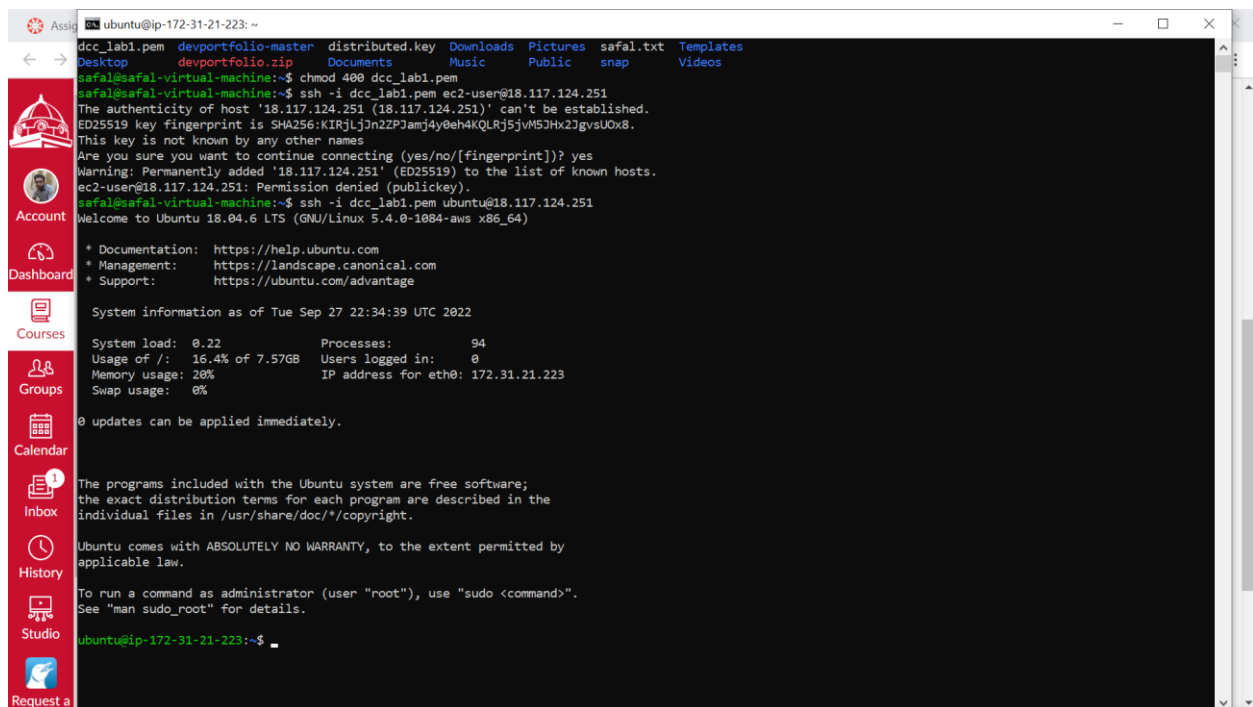 Assig
ubuntu@ip-172-31-21-223: ~
dcc_lab1.pem devportfolio-master distributed.key Downloads Pictures safal.txt Templates
Desktop devportfolio.zip Documents Music Public snap Videos
safal@safal-virtual-machine:~$ chmod 400 dcc_lab1.pem
safal@safal-virtual-machine:~$ ssh -i dcc_lab1.pem ec2-user@18.117.124.251
The authenticity of host '18.117.124.251 (18.117.124.251)' can't be established.
ED25519 key fingerprint is SHA256:KIRjLjJn2ZPJamj4y0eh4KQLRj5jvM5JHx2JgvsUOx8.
This key is not known by any other names
Are you sure you want to continue connecting (yes/no/[fingerprint])? yes
Warning: Permanently added '18.117.124.251' (ED25519) to the list of known hosts.
ec2-user@18.117.124.251: Permission denied (publickey).
safal@safal-virtual-machine:~$ ssh -i dcc_lab1.pem ubuntu@18.117.124.251
Welcome to Ubuntu 18.04.6 LTS (GNU/Linux 5.4.0-1084-aws x86_64)
* Documentation: https://help.ubuntu.com
* Management: https://landscape.canonical.com
* Support: https://ubuntu.com/advantage
System information as of Tue Sep 27 22:34:39 UTC 2022
System load: 0.22 Processes: 94
Usage of /: 16.4% of 7.57GB Users logged in: 0
Memory usage: 20% IP address for eth0: 172.31.21.223
Swap usage: 0%
0 updates can be applied immediately.
The programs included with the Ubuntu system are free software;
the exact distribution terms for each program are described in the
individual files in /usr/share/doc/*/copyright.
Ubuntu comes with ABSOLUTELY NO WARRANTY, to the extent permitted by
applicable law.
To run a command as administrator (user "root"), use "sudo <command>".
See "man sudo_root" for details.
ubuntu@ip-172-31-21-223:~$
Account
Dashboard
Courses
Groups
Calendar
1
Inbox
History
Studio
Request a